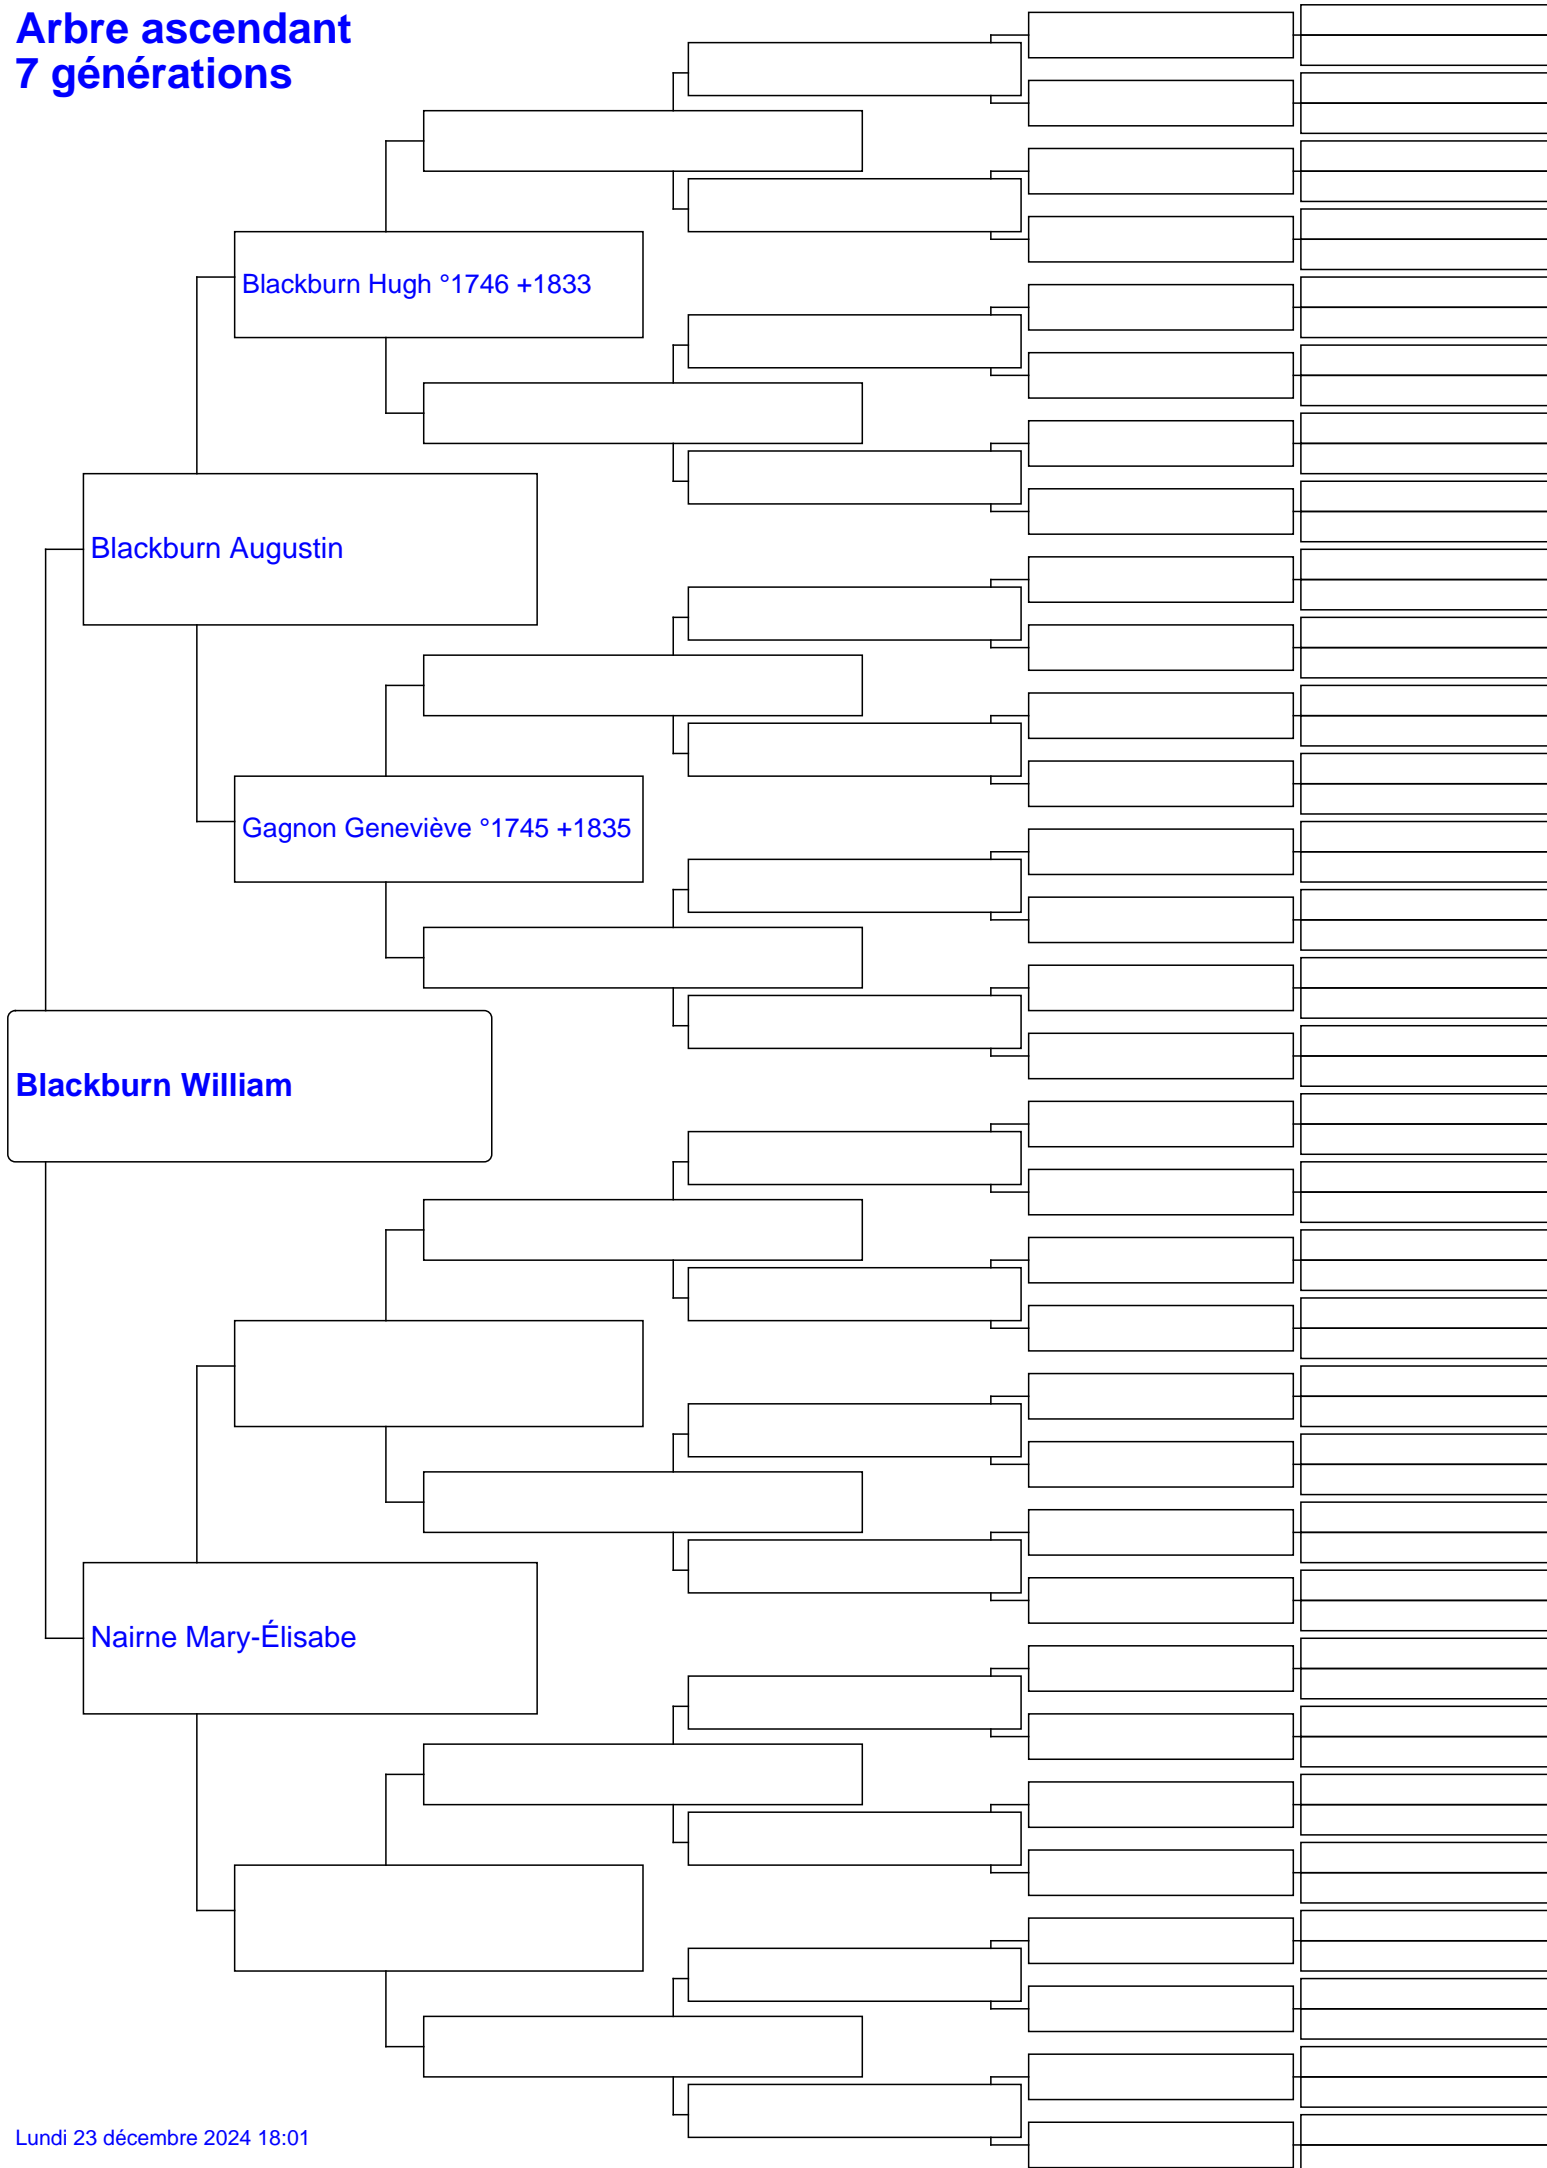 Arbre ascendant
7 générations
Blackburn Hugh °1746 +1833
Blackburn Augustin
Gagnon Geneviève °1745 +1835
Blackburn William
Nairne Mary-Élisabe
Lundi 23 décembre 2024 18:01